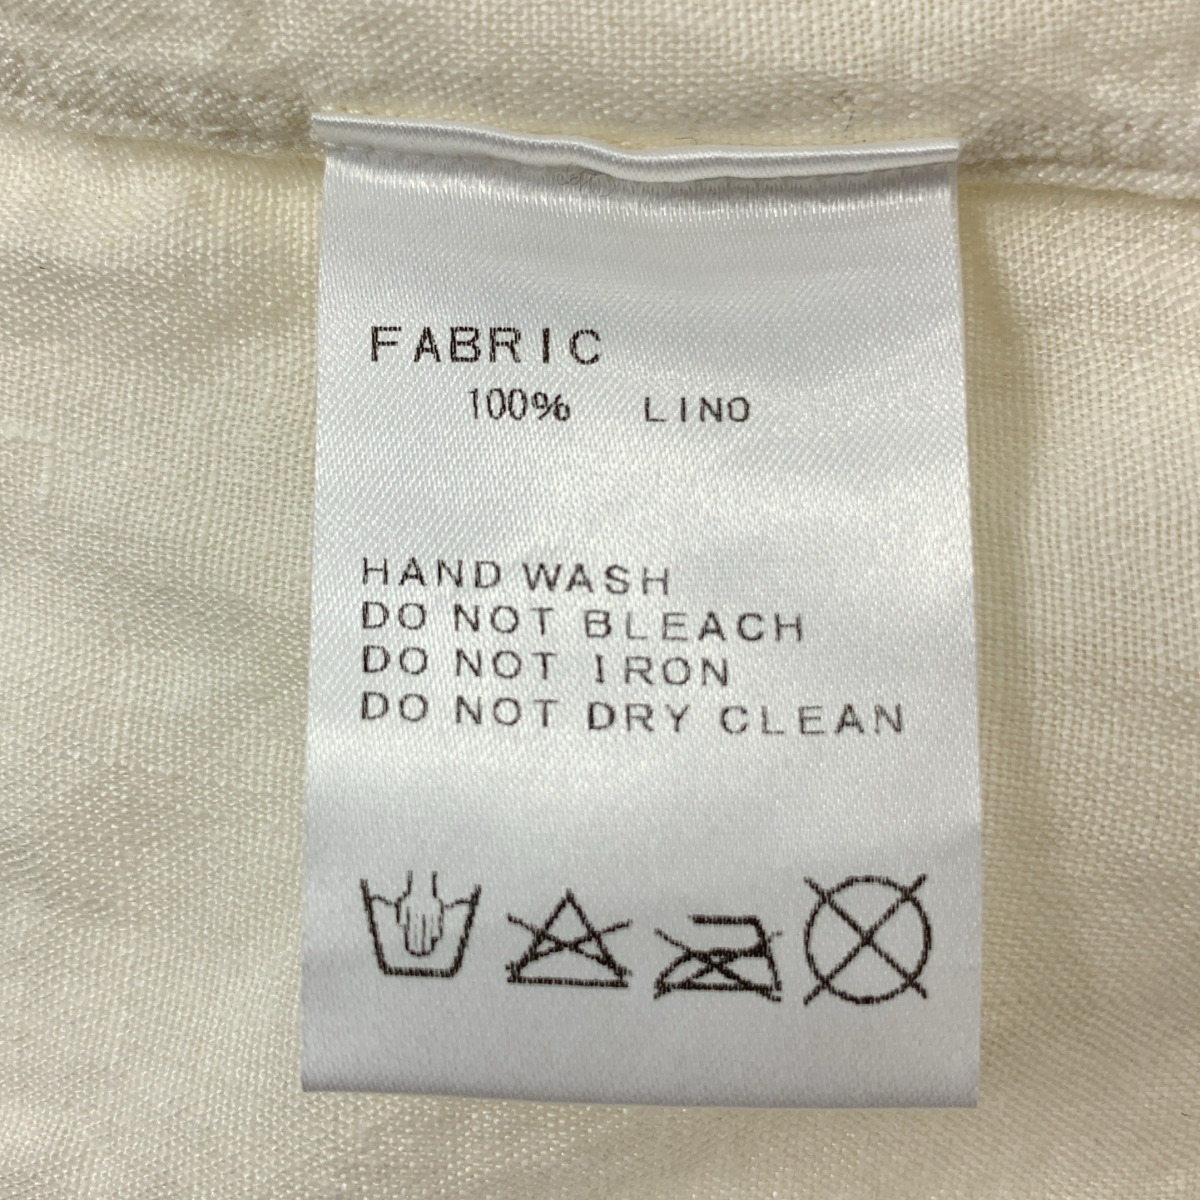 FABRIC
100% LINO
HAND WASH
DO NOT BLEACH
DO NOT IRON
DO NOT DRY CLEAN